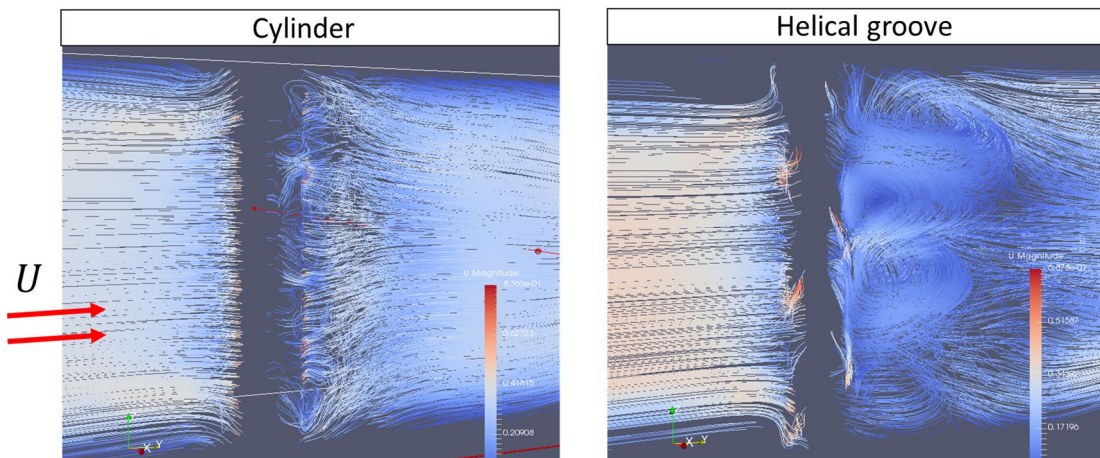 Cylinder
Helical groove
U
U Magnitude
0.41815
0.20908
X Y
U Magnitude
0.51587
0.17196
X Y